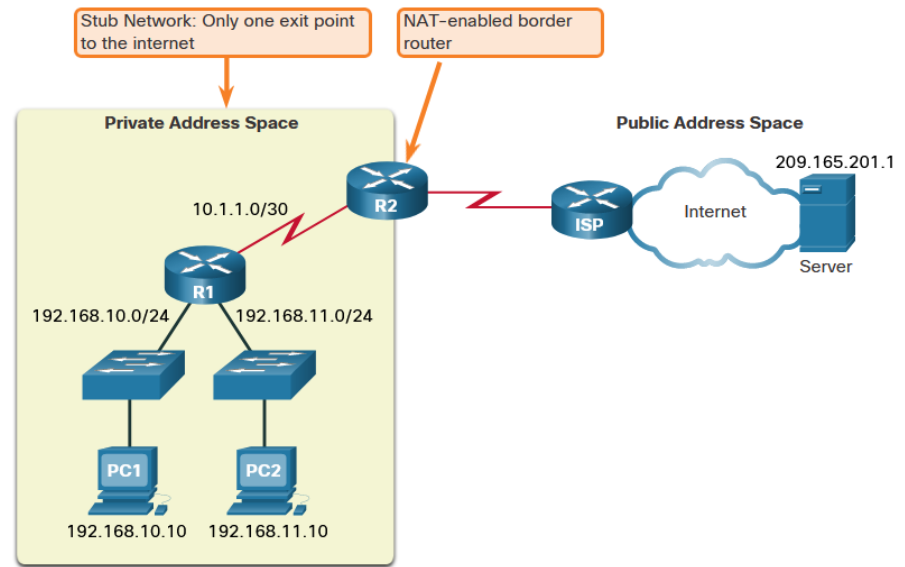 Stub Network: Only one exit point
to the internet
NAT-enabled border
router
Private Address Space
Public Address Space
209.165.201.1
10.1.1.0/30
R2
ISP
Internet
Server
R1
192.168.10.0/24
192.168.11.0/24
PC1
PC2
192.168.10.10
192.168.11.10